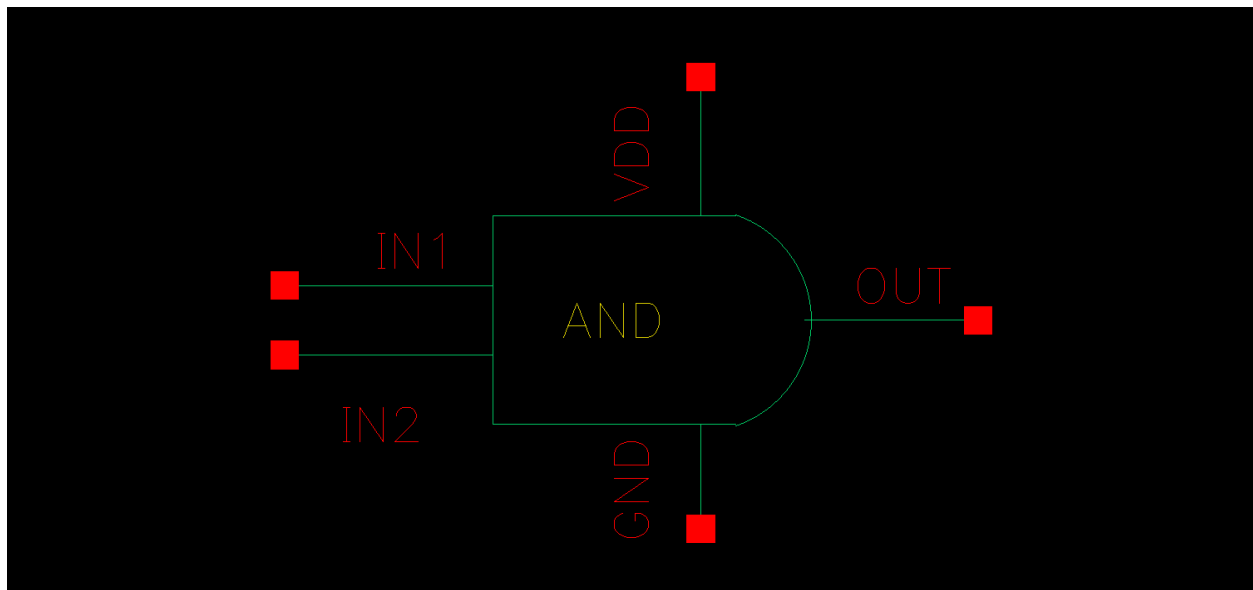 VDD
IN1
OUT
AND
IN2
GND